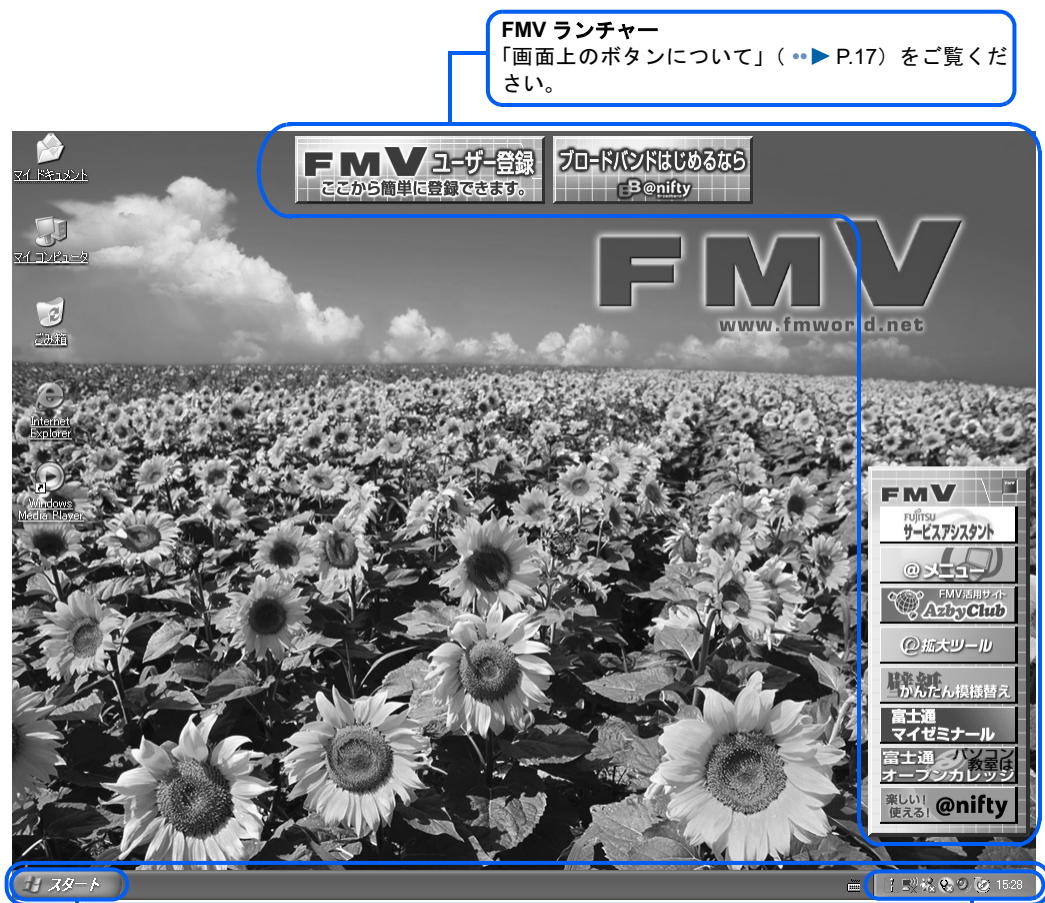 FMV ランチャー
「画面上のボタンについて」（ P.17）をご覧くだ
さい。
マイ ドキュメント
FMV ユーザー登録
ここから簡単に登録できます。
ブロードバンドはじめるなら
@nifty
マイ コンピュータ
FMV
www.fmworld.net
ごみ箱
Internet
Explorer
Windows
Media Player
FMV
FUJITSU
サービスアシスタント
@メニュー
FMV活用サイト
AzbyClub
@拡大ツール
壁紙
かんたん模様替え
富士通
マイゼミナール
富士通 パソコン
教室は
オープンカレッジ
楽しい!
使える! @nifty
スタート
15:28